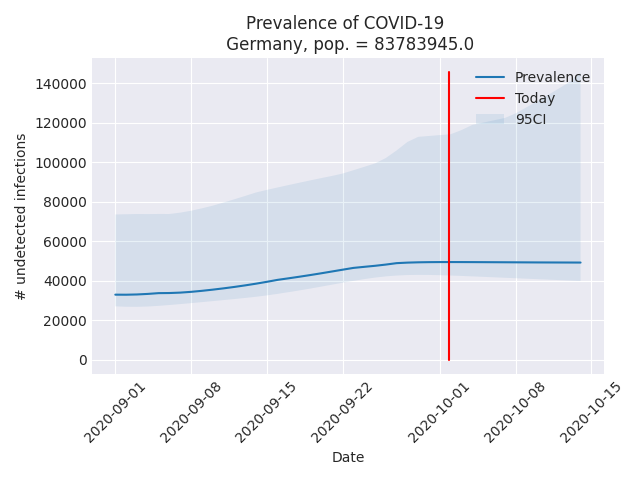 Prevalence of COVID-19
Germany, pop. = 83783945.0
Prevalence
Today
95CI
140000
120000
100000
80000
60000
40000
20000
0
# undetected infections
2020-09-01
2020-09-08
2020-09-15
2020-09-22
2020-10-01
2020-10-08
2020-10-15
Date